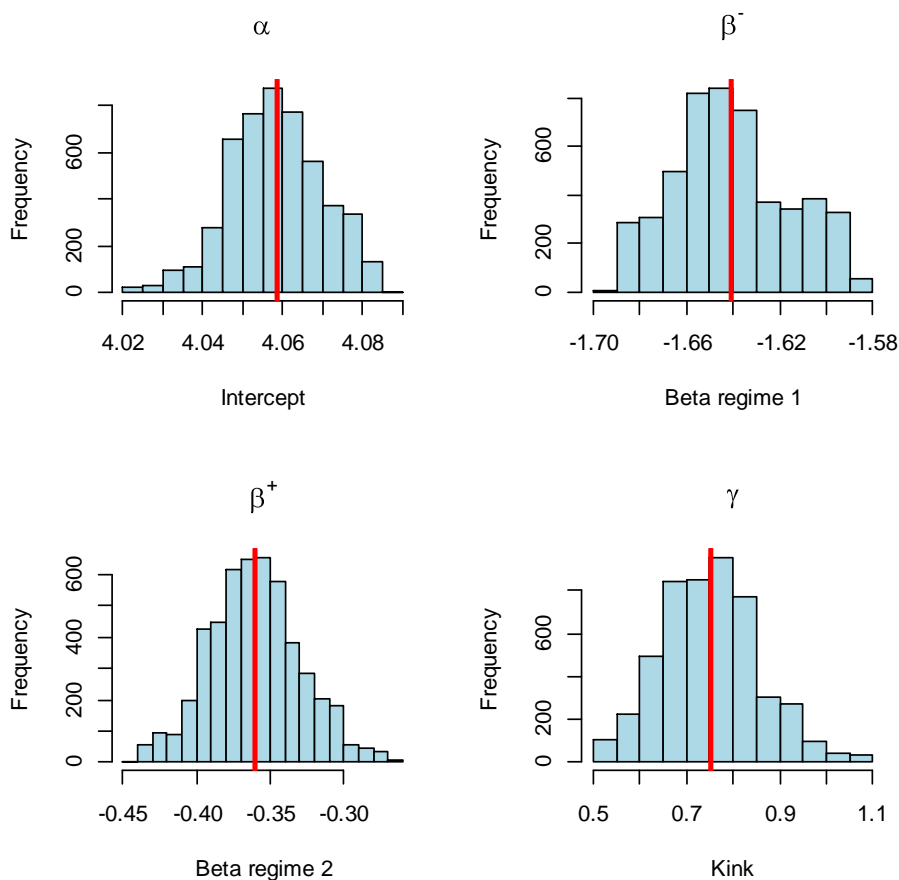 α
Frequency
0 200 600
4.02 4.04 4.06 4.08
Intercept
β-
Frequency
0 200 600
-1.70 -1.66 -1.62 -1.58
Beta regime 1
β+
Frequency
0 200 400 600
-0.45 -0.40 -0.35 -0.30
Beta regime 2
γ
Frequency
0 200 600
0.5 0.7 0.9 1.1
Kink